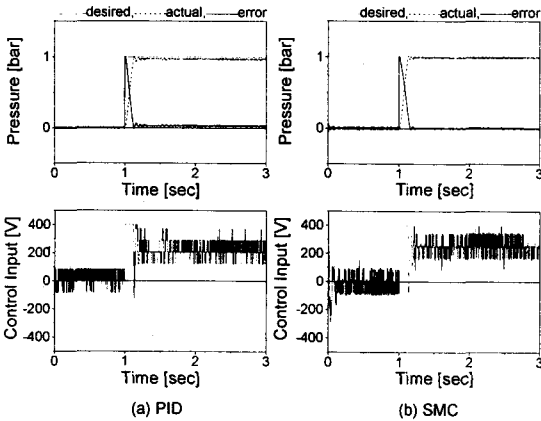 desired, actual, error
Pressure [bar]
1
0
0 1 2 3
Time [sec]
Control Input [V]
400
200
0
-200
-400
0 1 2 3
Time [sec]
(a) PID
desired, actual, error
Pressure [bar]
1
0
0 1 2 3
Time [sec]
Control Input [V]
400
200
0
-200
-400
0 1 2 3
Time [sec]
(b) SMC